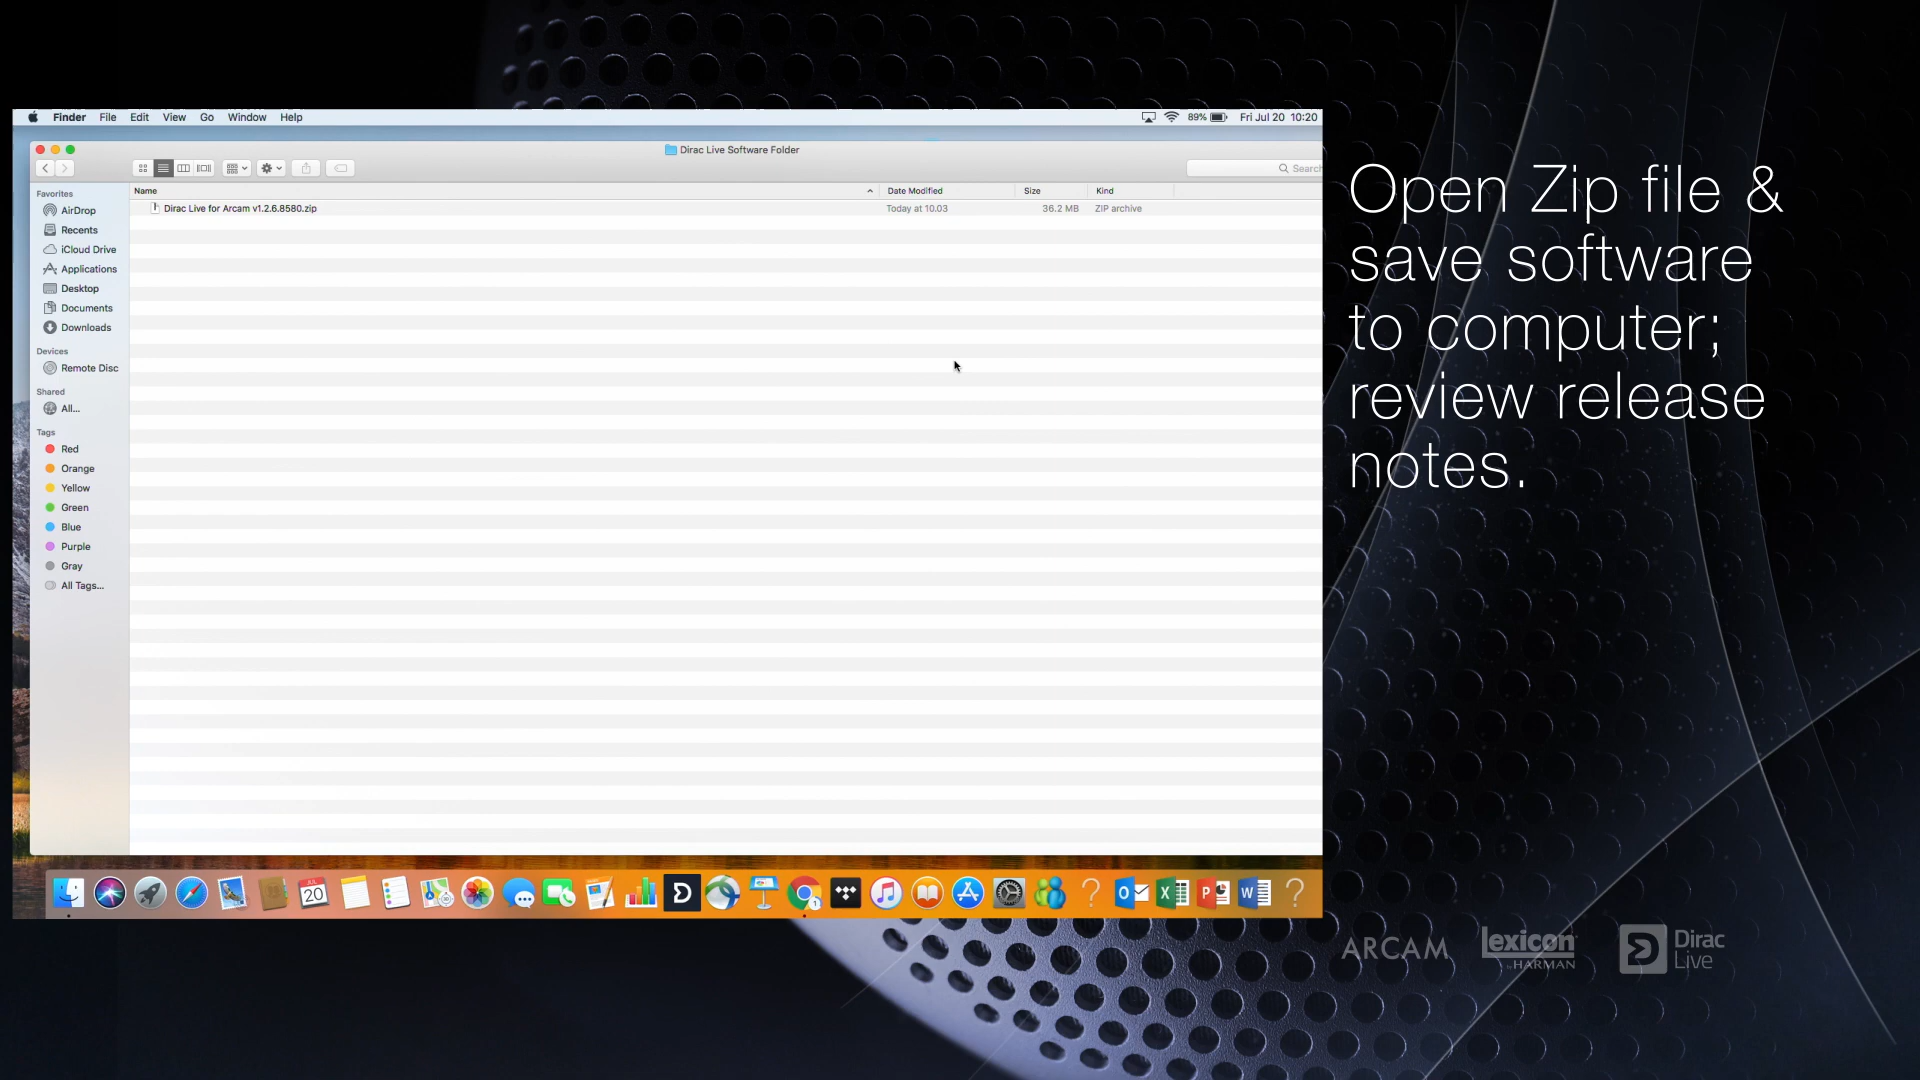 Finder File Edit View Go Window Help
89% Fri Jul 20 10:20
Dirac Live Software Folder
Search
Name Date Modified Size Kind
Dirac Live for Arcam v1.2.6.8580.zip Today at 10.03 36.2 MB ZIP archive
Favorites
AirDrop
Recents
iCloud Drive
Applications
Desktop
Documents
Downloads
Devices
Remote Disc
Shared
All...
Tags
Red
Orange
Yellow
Green
Blue
Purple
Gray
All Tags...
Open Zip file &
save software
to computer;
review release
notes.
JUL
20
ARCAM
lexicon
by HARMAN
Dirac
Live